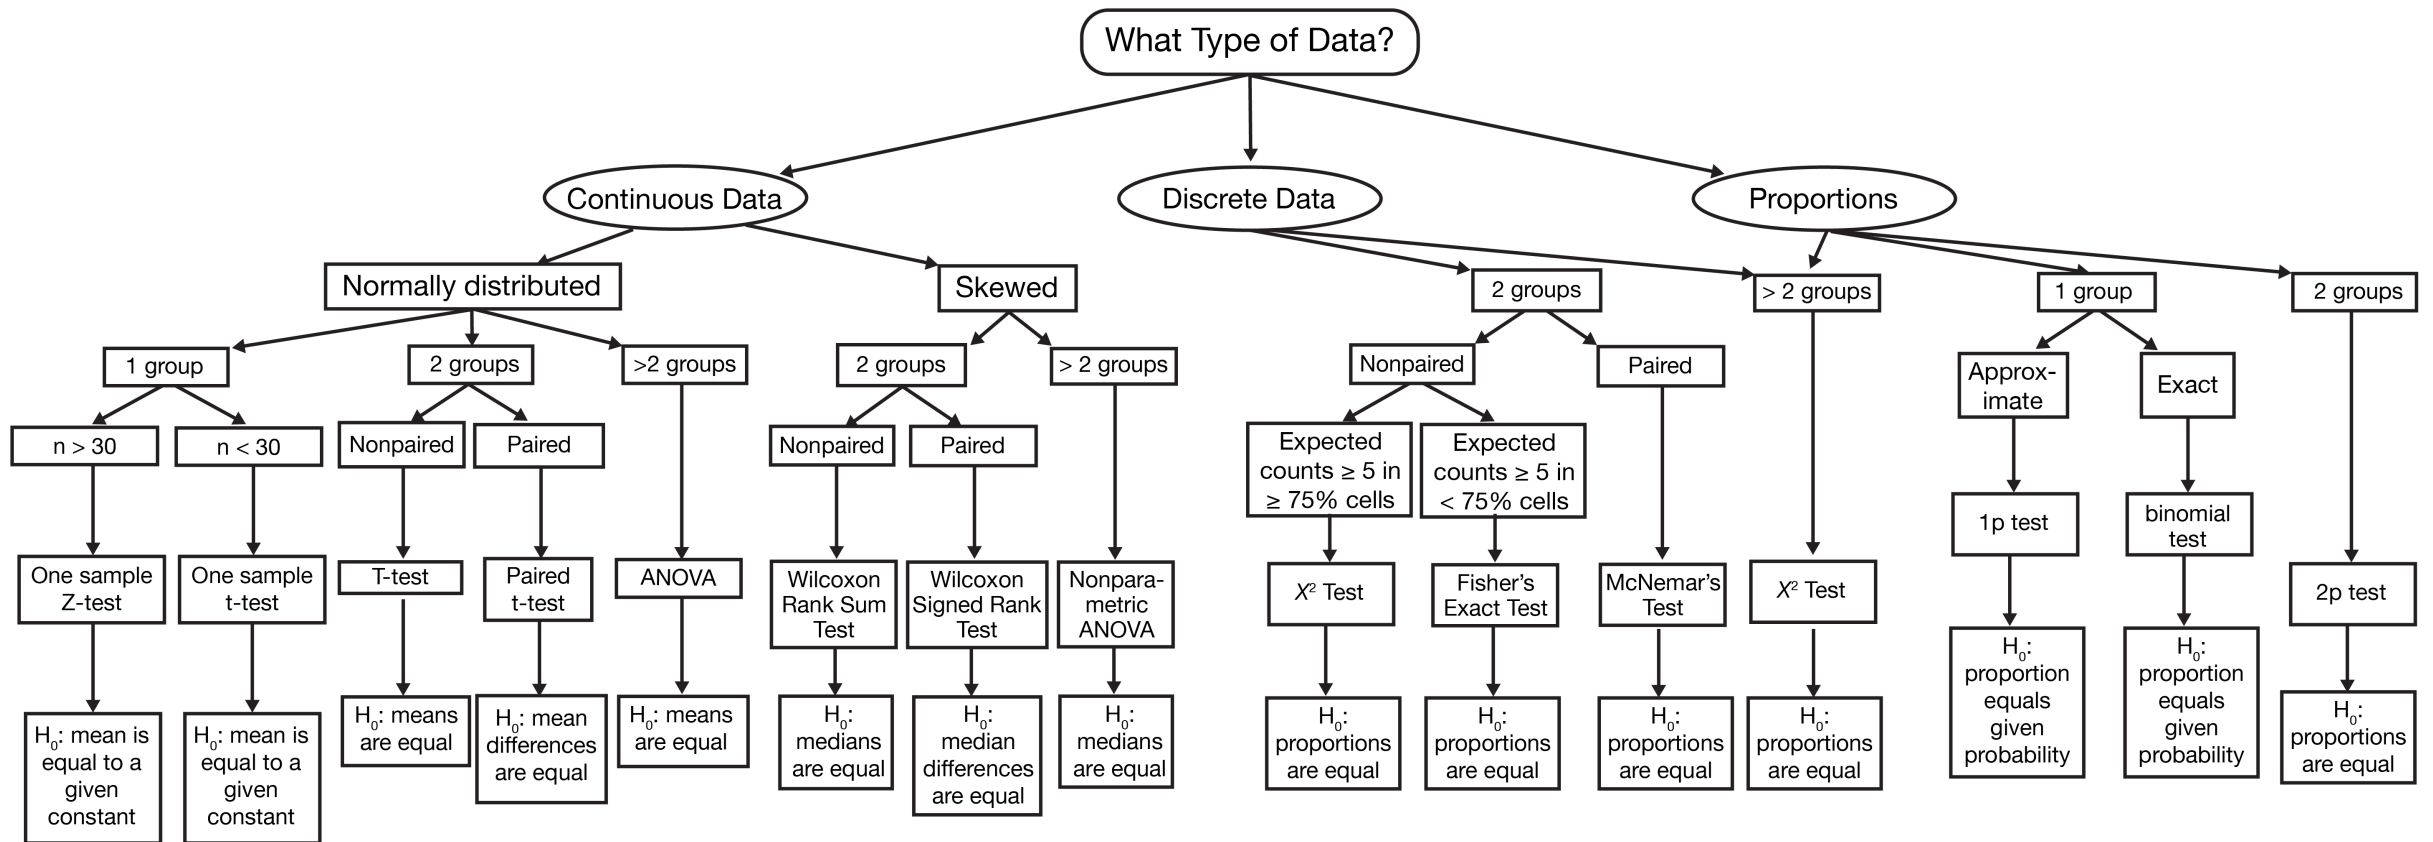 What Type of Data?
Continuous Data
Discrete Data
Proportions
Normally distributed
Skewed
2 groups
> 2 groups
1 group
2 groups
1 group
2 groups
>2 groups
2 groups
> 2 groups
Nonpaired
Paired
Approx-
imate
Exact
n > 30
n < 30
Nonpaired
Paired
Nonpaired
Paired
Expected
counts ≥ 5 in
≥ 75% cells
Expected
counts ≥ 5 in
< 75% cells
1p test
binomial
test
One sample
Z-test
One sample
t-test
T-test
Paired
t-test
ANOVA
Wilcoxon
Rank Sum
Test
Wilcoxon
Signed Rank
Test
Nonpara-
metric
ANOVA
X² Test
Fisher's
Exact Test
McNemar's
Test
X² Test
2p test
H₀: mean is
equal to a
given
constant
H₀: mean is
equal to a
given
constant
H₀: means
are equal
H₀: mean
differences
are equal
H₀: means
are equal
H₀:
medians
are equal
H₀:
median
differences
are equal
H₀:
medians
are equal
H₀:
proportions
are equal
H₀:
proportions
are equal
H₀:
proportions
are equal
H₀:
proportions
are equal
H₀:
proportion
equals
given
probability
H₀:
proportion
equals
given
probability
H₀:
proportions
are equal